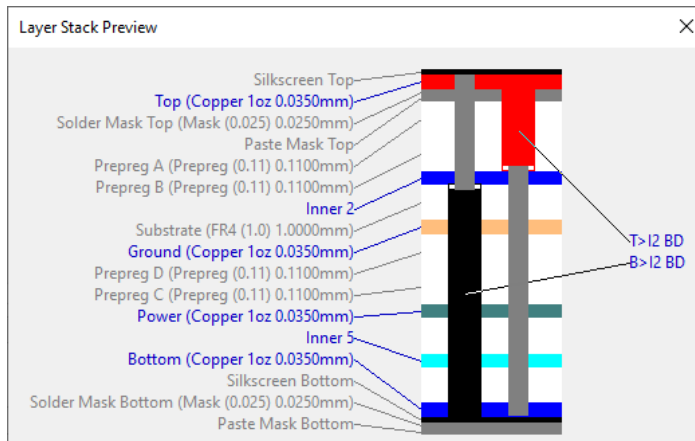 Layer Stack Preview
Silkscreen Top
Top (Copper 1oz 0.0350mm)
Solder Mask Top (Mask (0.025) 0.0250mm)
Paste Mask Top
Prepreg A (Prepreg (0.11) 0.1100mm)
Prepreg B (Prepreg (0.11) 0.1100mm)
Inner 2
Substrate (FR4 (1.0) 1.0000mm)
Ground (Copper 1oz 0.0350mm)
Prepreg D (Prepreg (0.11) 0.1100mm)
Prepreg C (Prepreg (0.11) 0.1100mm)
Power (Copper 1oz 0.0350mm)
Inner 5
Bottom (Copper 1oz 0.0350mm)
Silkscreen Bottom
Solder Mask Bottom (Mask (0.025) 0.0250mm)
Paste Mask Bottom
T>I2 BD
B>I2 BD